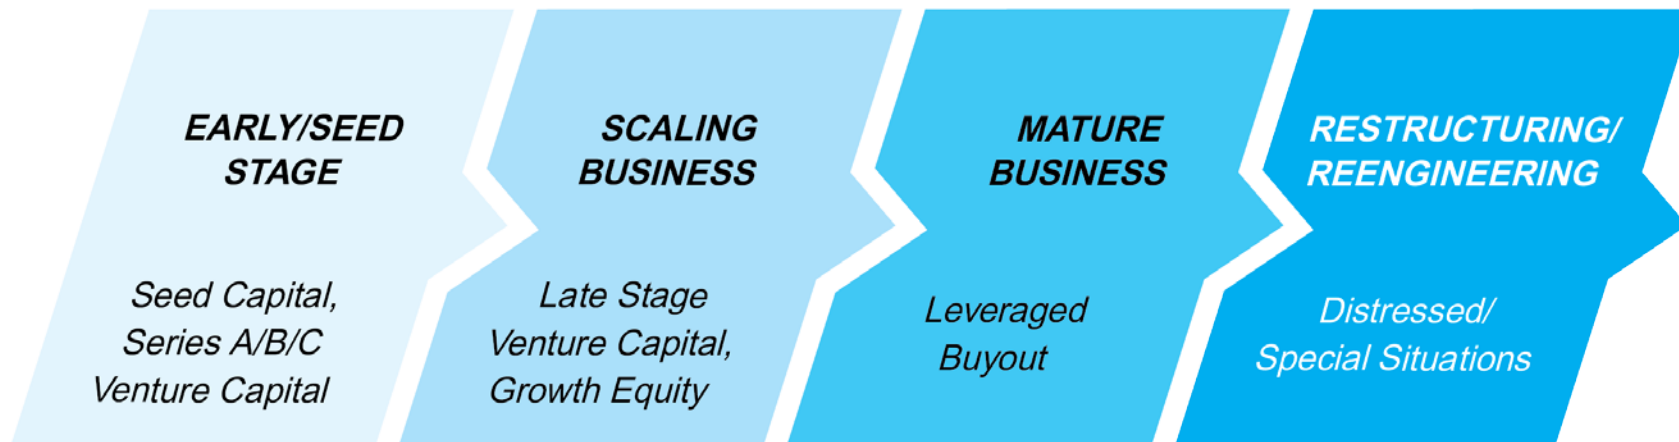 EARLY/SEED
STAGE
Seed Capital,
Series A/B/C
Venture Capital
SCALING
BUSINESS
Late Stage
Venture Capital,
Growth Equity
MATURE
BUSINESS
Leveraged
Buyout
RESTRUCTURING/
REENGINEERING
Distressed/
Special Situations